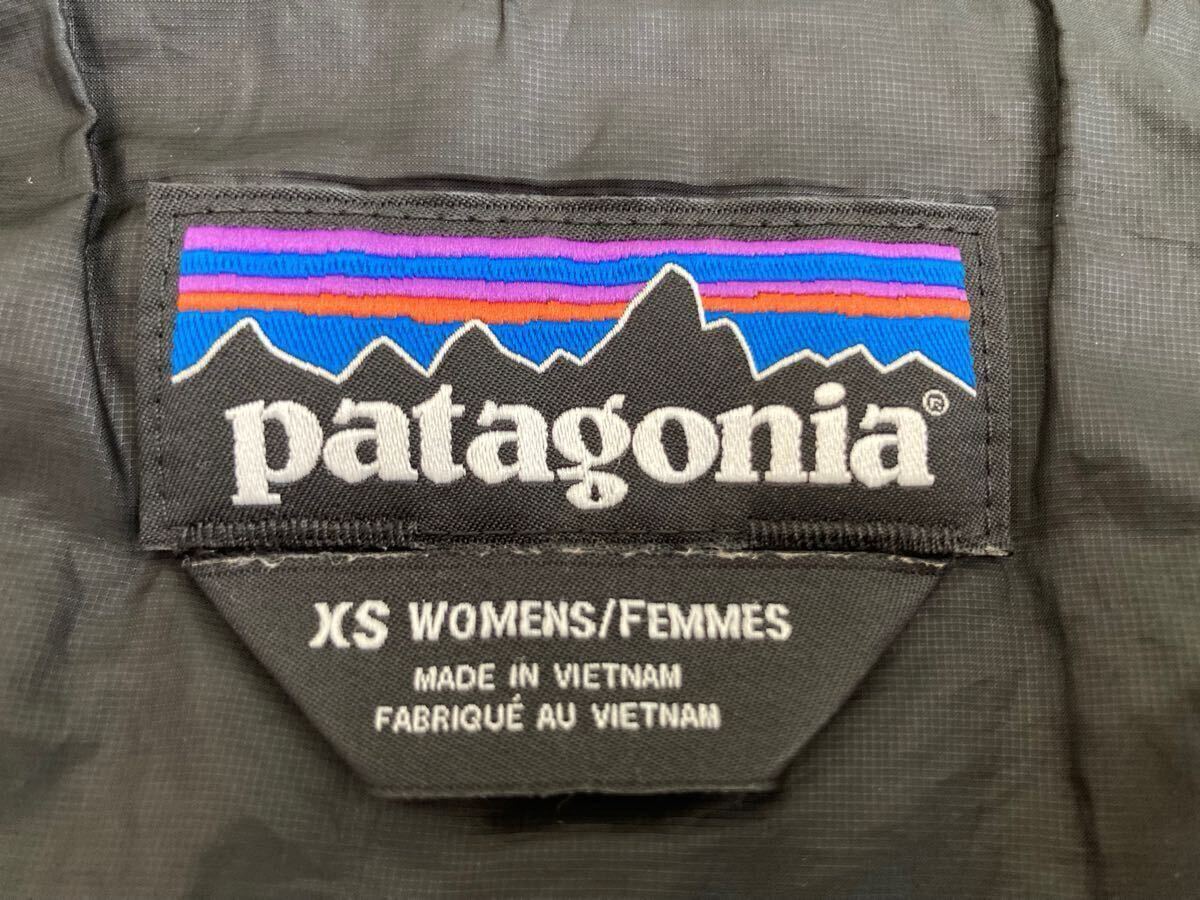 patagonia®
XS WOMENS/FEMMES
MADE IN VIETNAM
FABRIQUÉ AU VIETNAM